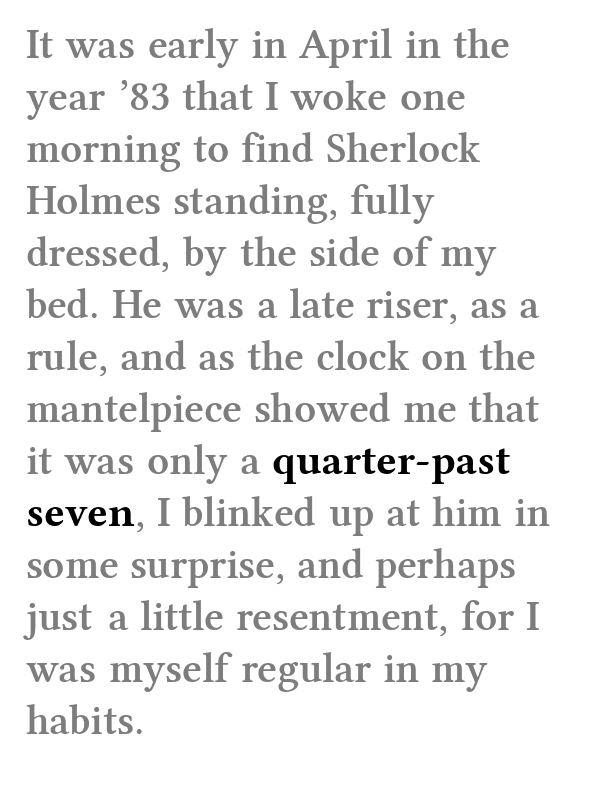 It was early in April in the
year ’83 that I woke one
morning to find Sherlock
Holmes standing, fully
dressed, by the side of my
bed. He was a late riser, as a
rule, and as the clock on the
mantelpiece showed me that
it was only a quarter-past
seven, I blinked up at him in
some surprise, and perhaps
just a little resentment, for I
was myself regular in my
habits.